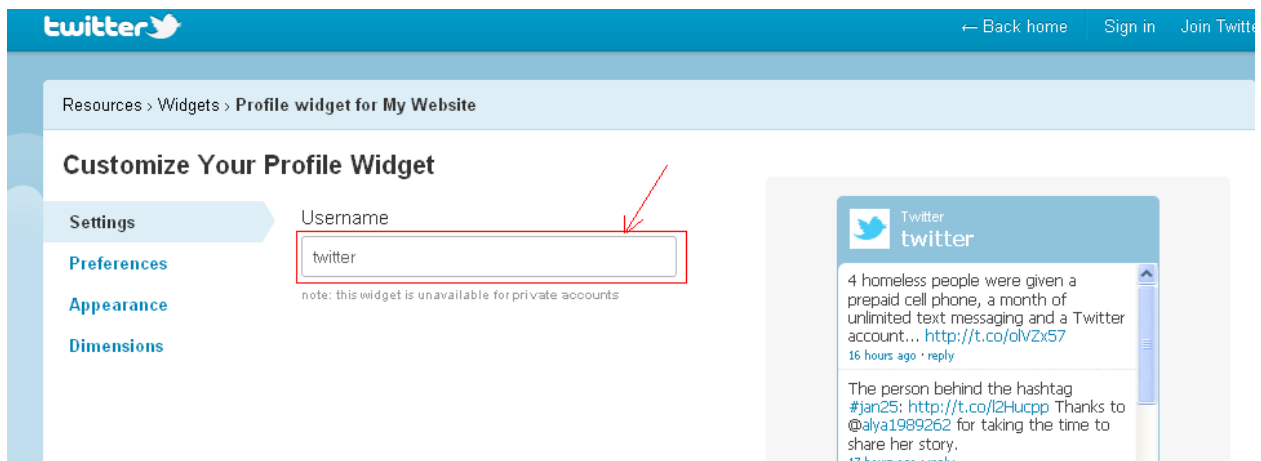 twitter
← Back home Sign in Join Twitte
Resources › Widgets › Profile widget for My Website
Customize Your Profile Widget
Settings
Preferences
Appearance
Dimensions
Username
twitter
note: this widget is unavailable for private accounts
Twitter
twitter
4 homeless people were given a
prepaid cell phone, a month of
unlimited text messaging and a Twitter
account... http://t.co/olVZx57
16 hours ago · reply
The person behind the hashtag
#jan25: http://t.co/l2Hucpp Thanks to
@alya1989262 for taking the time to
share her story.